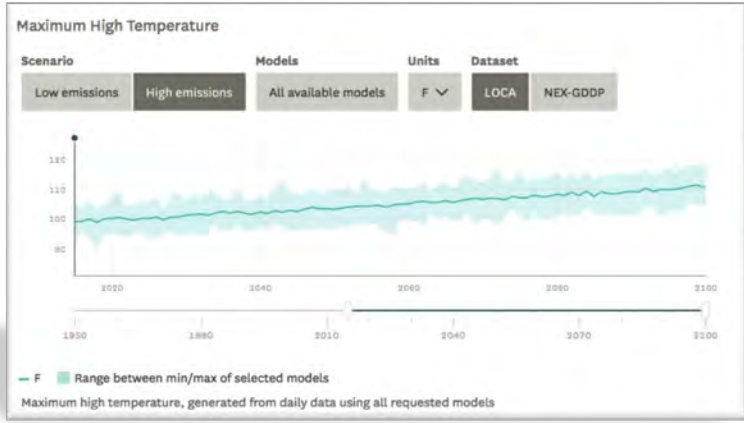 Maximum High Temperature
Scenario Models Units Dataset
Low emissions High emissions All available models F LOCA NEX-GDDP
120
110
100
90
2020 2040 2060 2080 2100
1950 1980 2010 2040 2070 2100
F Range between min/max of selected models
Maximum high temperature, generated from daily data using all requested models